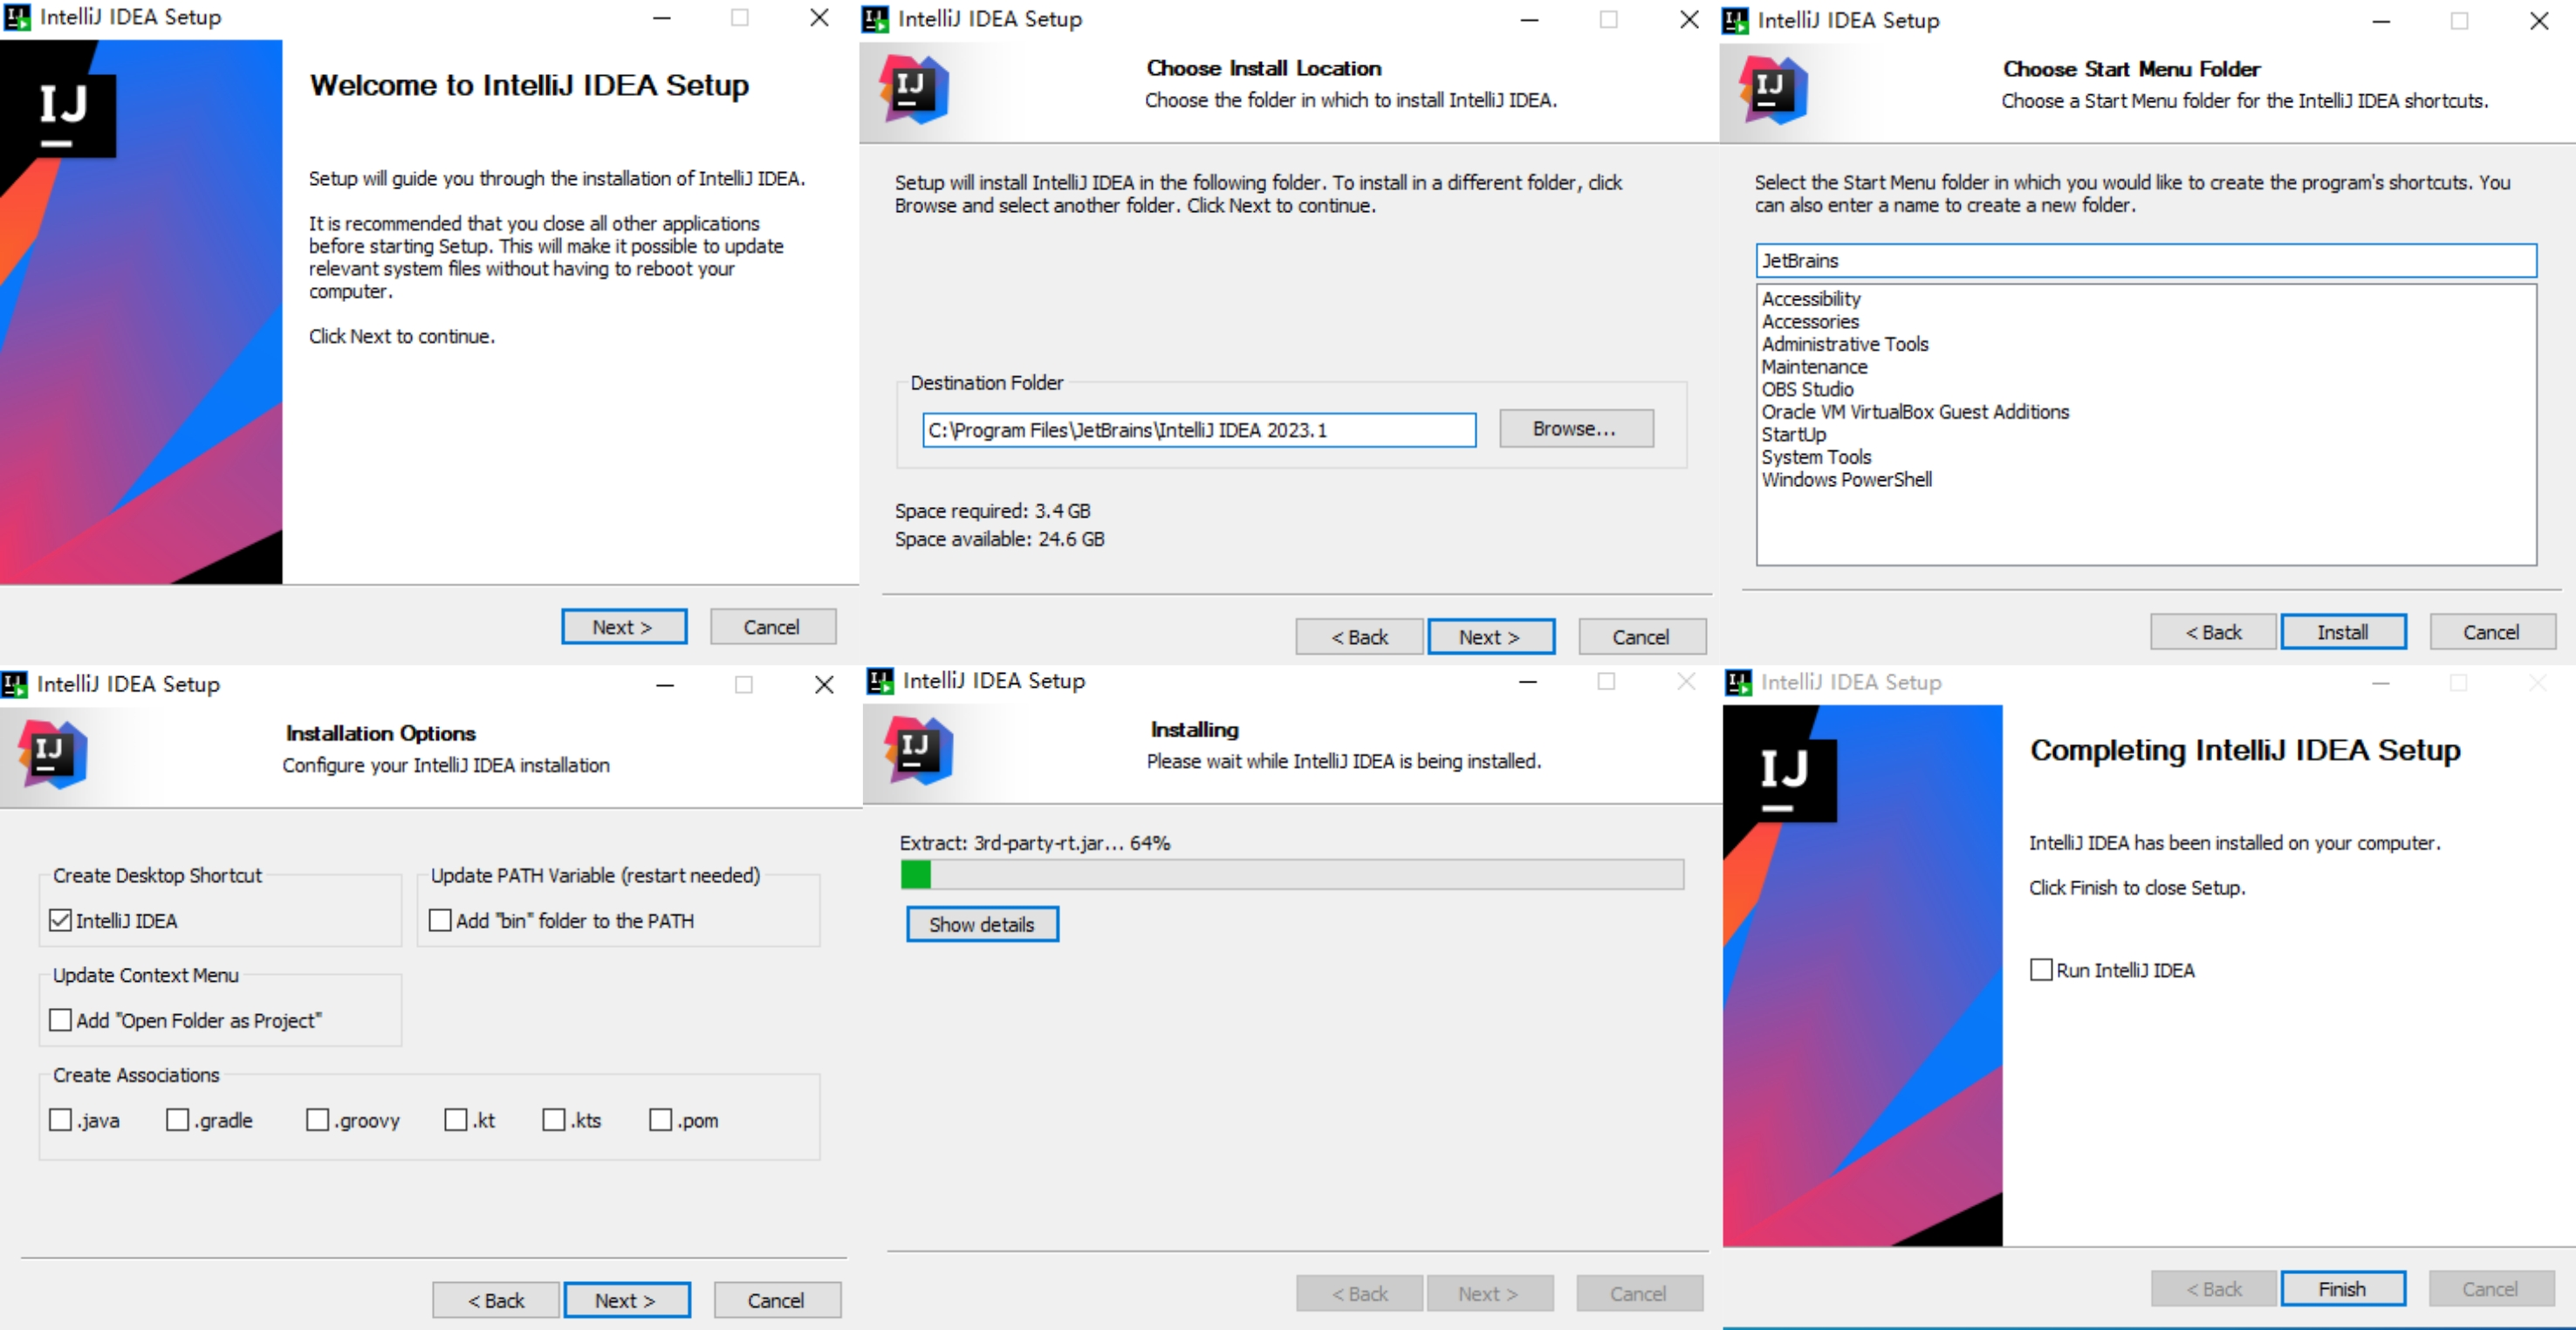 IntelliJ IDEA Setup
IJ
Welcome to IntelliJ IDEA Setup
Setup will guide you through the installation of IntelliJ IDEA.
It is recommended that you close all other applications
before starting Setup. This will make it possible to update
relevant system files without having to reboot your
computer.
Click Next to continue.
Next >
Cancel
IntelliJ IDEA Setup
IJ
Choose Install Location
Choose the folder in which to install IntelliJ IDEA.
Setup will install IntelliJ IDEA in the following folder. To install in a different folder, click
Browse and select another folder. Click Next to continue.
Destination Folder
C:\Program Files\JetBrains\IntelliJ IDEA 2023.1
Browse...
Space required: 3.4 GB
Space available: 24.6 GB
< Back
Next >
Cancel
IntelliJ IDEA Setup
IJ
Choose Start Menu Folder
Choose a Start Menu folder for the IntelliJ IDEA shortcuts.
Select the Start Menu folder in which you would like to create the program's shortcuts. You
can also enter a name to create a new folder.
JetBrains
Accessibility
Accessories
Administrative Tools
Maintenance
OBS Studio
Oracle VM VirtualBox Guest Additions
StartUp
System Tools
Windows PowerShell
< Back
Install
Cancel
IntelliJ IDEA Setup
IJ
Installation Options
Configure your IntelliJ IDEA installation
Create Desktop Shortcut
IntelliJ IDEA
Update PATH Variable (restart needed)
Add "bin" folder to the PATH
Update Context Menu
Add "Open Folder as Project"
Create Associations
.java .gradle .groovy .kt .kts .pom
< Back
Next >
Cancel
IntelliJ IDEA Setup
IJ
Installing
Please wait while IntelliJ IDEA is being installed.
Extract: 3rd-party-rt.jar... 64%
Show details
< Back
Next >
Cancel
IntelliJ IDEA Setup
IJ
Completing IntelliJ IDEA Setup
IntelliJ IDEA has been installed on your computer.
Click Finish to close Setup.
Run IntelliJ IDEA
< Back
Finish
Cancel